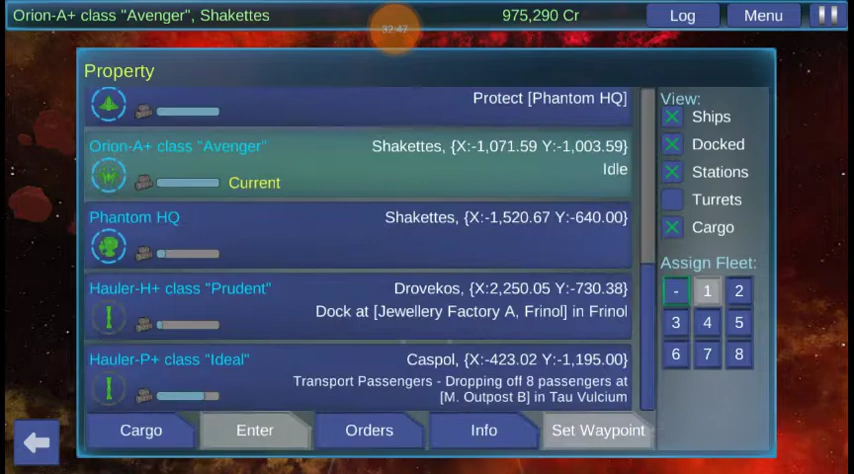 Orion-A+ class "Avenger", Shakettes 975,290 Cr Log Menu
32:47
Property
Protect [Phantom HQ]
Orion-A+ class "Avenger" Shakettes, {X:-1,071.59 Y:-1,003.59}
Idle
Current
Phantom HQ Shakettes, {X:-1,520.67 Y:-640.00}
Hauler-H+ class "Prudent" Drovekos, {X:2,250.05 Y:-730.38}
Dock at [Jewellery Factory A, Frinol] in Frinol
Hauler-P+ class "Ideal" Caspol, {X:-423.02 Y:-1,195.00}
Transport Passengers - Dropping off 8 passengers at
[M. Outpost B] in Tau Vulcium
View:
Ships
Docked
Stations
Turrets
Cargo
Assign Fleet:
- 1 2
3 4 5
6 7 8
Cargo Enter Orders Info Set Waypoint